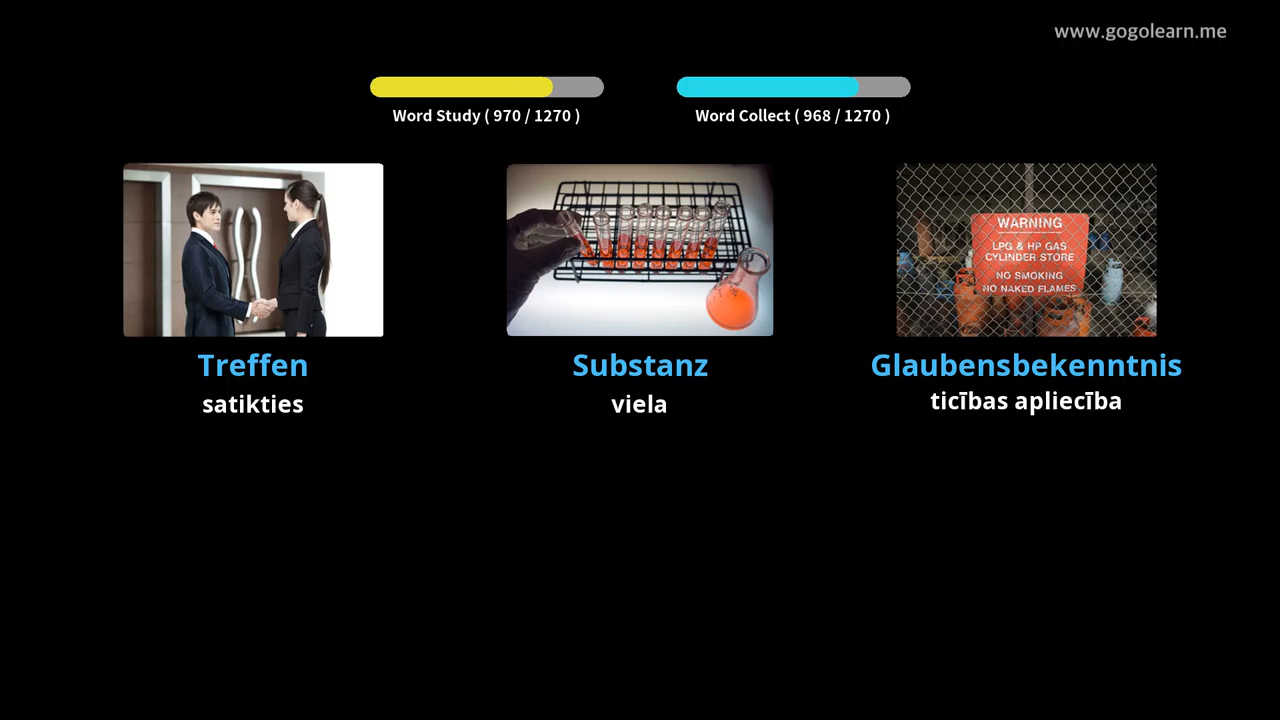 www.gogolearn.me
Word Study ( 970 / 1270 )
Word Collect ( 968 / 1270 )
WARNING
LPG & HP GAS
CYLINDER STORE
NO SMOKING
NO NAKED FLAMES
Treffen
Substanz
Glaubensbekenntnis
satikties
viela
ticības apliecība